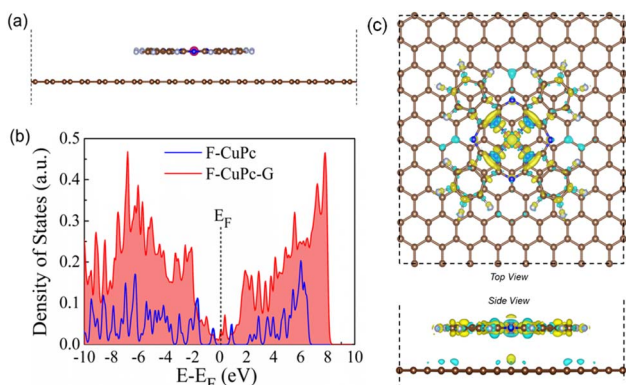 (a)
(b)
0.5
0.4
0.3
0.2
0.1
0.0
Density of States (a.u.)
F-CuPc
F-CuPc-G
E_F
-10 -8 -6 -4 -2 0 2 4 6 8 10
E-E_F (eV)
(c)
Top View
Side View